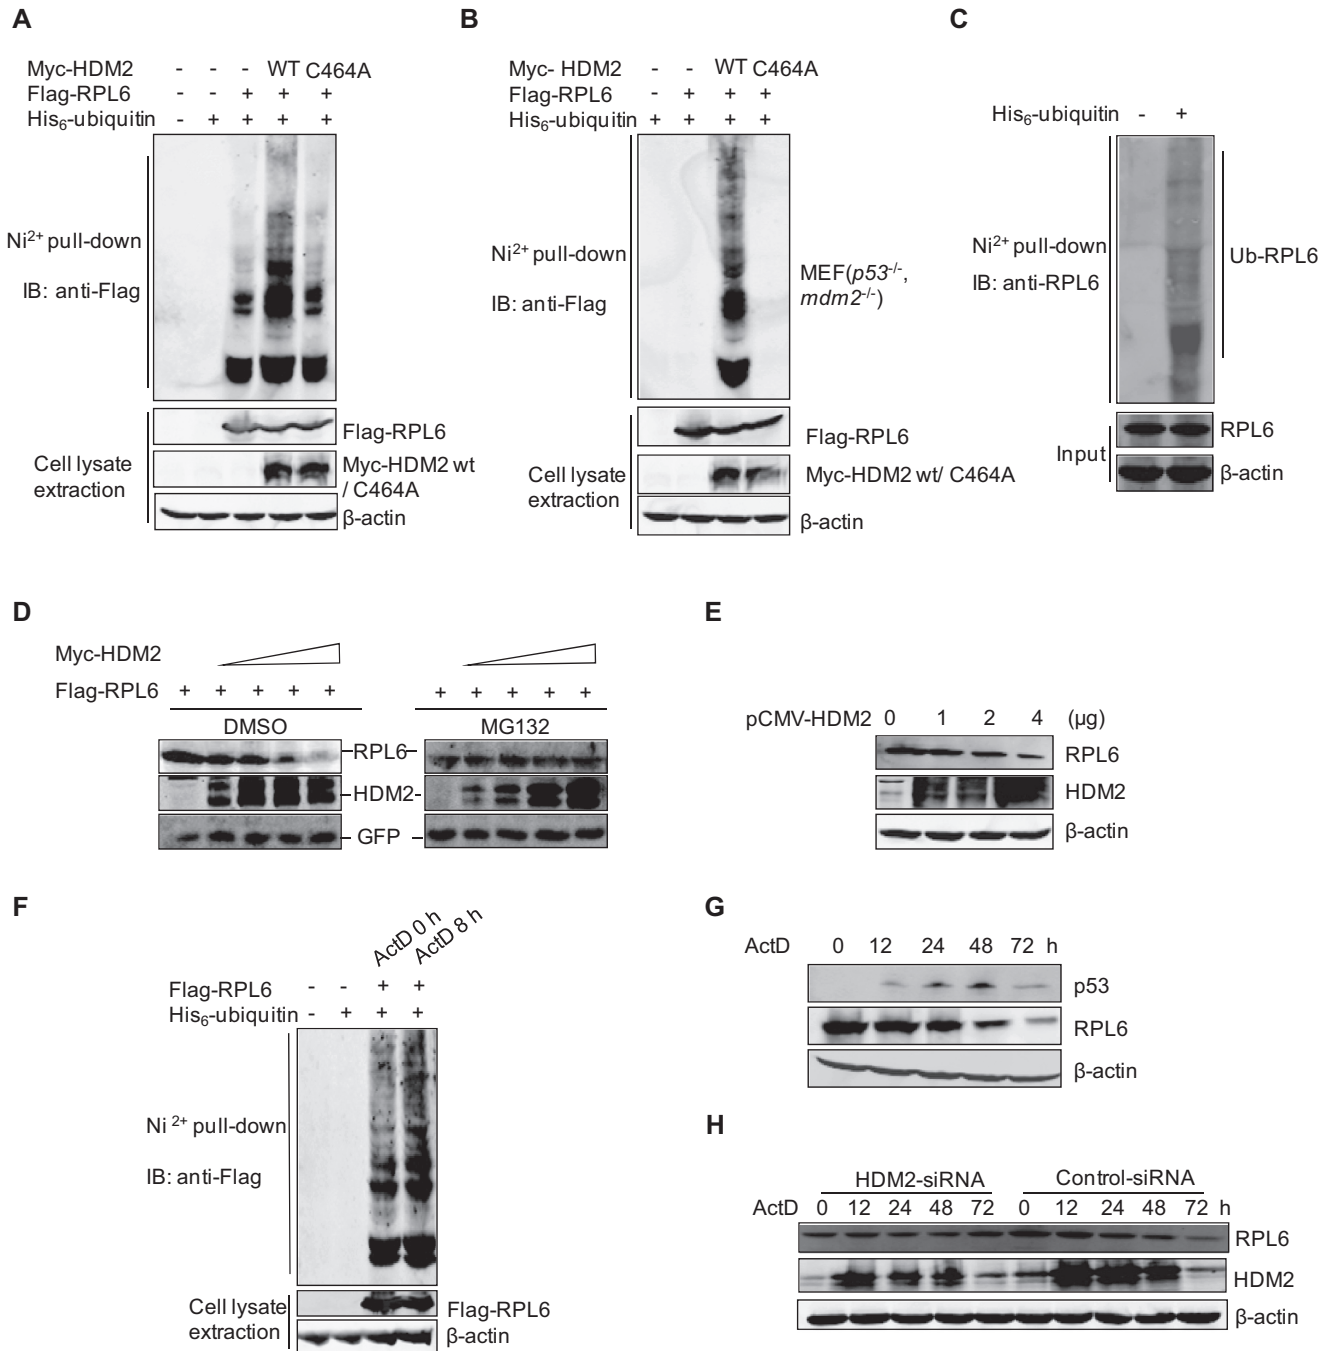 A
Myc-HDM2 - - - WT C464A
Flag-RPL6 - - + + +
His6-ubiquitin - + + + +
Ni2+ pull-down
IB: anti-Flag
Cell lysate
extraction
Flag-RPL6
Myc-HDM2 wt
/ C464A
β-actin
B
Myc- HDM2 - - WT C464A
Flag-RPL6 - + + +
His6-ubiquitin + + + +
Ni2+ pull-down
IB: anti-Flag
MEF(p53-/-,
mdm2-/-)
Cell lysate
extraction
Flag-RPL6
Myc-HDM2 wt/ C464A
β-actin
C
His6-ubiquitin - +
Ni2+ pull-down
IB: anti-RPL6
Ub-RPL6
Input
RPL6
β-actin
D
Myc-HDM2
Flag-RPL6 + + + + + + + + + +
DMSO MG132
RPL6
HDM2
GFP
E
pCMV-HDM2 0 1 2 4 (µg)
RPL6
HDM2
β-actin
F
ActD 0 h
ActD 8 h
Flag-RPL6 - - + +
His6-ubiquitin - + + +
Ni 2+ pull-down
IB: anti-Flag
Cell lysate
extraction
Flag-RPL6
β-actin
G
ActD 0 12 24 48 72 h
p53
RPL6
β-actin
H
HDM2-siRNA Control-siRNA
ActD 0 12 24 48 72 0 12 24 48 72 h
RPL6
HDM2
β-actin